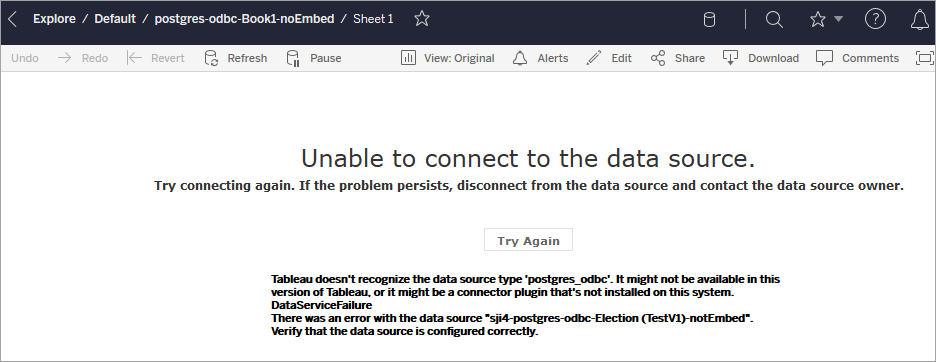 Explore / Default / postgres-odbc-Book1-noEmbed / Sheet 1
Undo Redo Revert Refresh Pause View: Original Alerts Edit Share Download Comments
Unable to connect to the data source.
Try connecting again. If the problem persists, disconnect from the data source and contact the data source owner.
Try Again
Tableau doesn't recognize the data source type 'postgres_odbc'. It might not be available in this
version of Tableau, or it might be a connector plugin that's not installed on this system.
DataServiceFailure
There was an error with the data source "sji4-postgres-odbc-Election (TestV1)-notEmbed".
Verify that the data source is configured correctly.